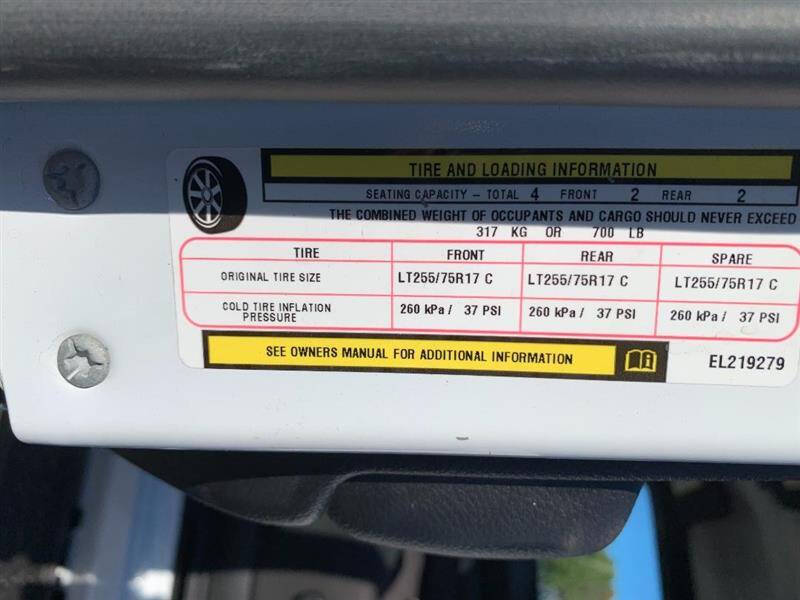 TIRE AND LOADING INFORMATION
SEATING CAPACITY – TOTAL 4 FRONT 2 REAR 2
THE COMBINED WEIGHT OF OCCUPANTS AND CARGO SHOULD NEVER EXCEED
317 KG OR 700 LB
TIRE FRONT REAR SPARE
ORIGINAL TIRE SIZE LT255/75R17 C LT255/75R17 C LT255/75R17 C
COLD TIRE INFLATION
PRESSURE 260 kPa / 37 PSI 260 kPa / 37 PSI 260 kPa / 37 PSI
SEE OWNERS MANUAL FOR ADDITIONAL INFORMATION
EL219279